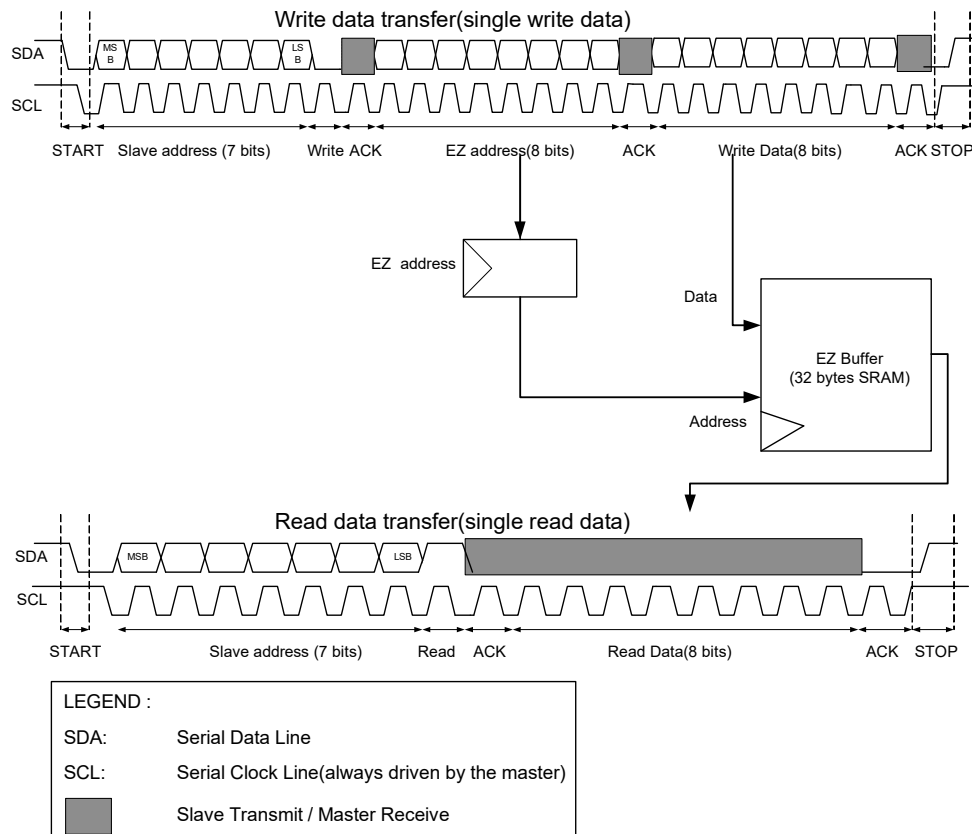 Write data transfer(single write data)
SDA
MS
B
LS
B
SCL
START Slave address (7 bits) Write ACK EZ address(8 bits) ACK Write Data(8 bits) ACK STOP
EZ address
Data
EZ Buffer
(32 bytes SRAM)
Address
Read data transfer(single read data)
SDA MSB LSB
SCL
START Slave address (7 bits) Read ACK Read Data(8 bits) ACK STOP
LEGEND :
SDA: Serial Data Line
SCL: Serial Clock Line(always driven by the master)
Slave Transmit / Master Receive